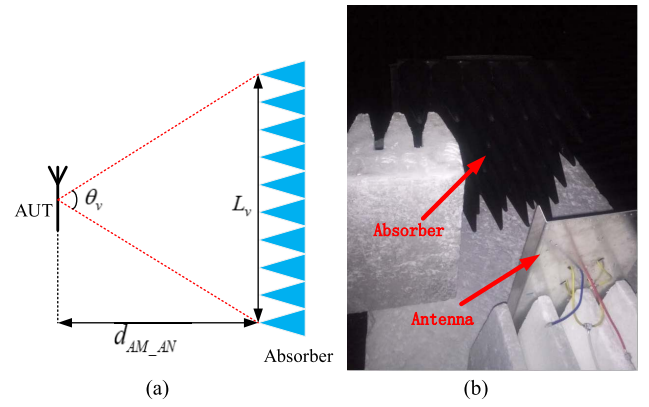 AUT
θv
Lv
dAM_AN
Absorber
(a)
Absorber
Antenna
(b)